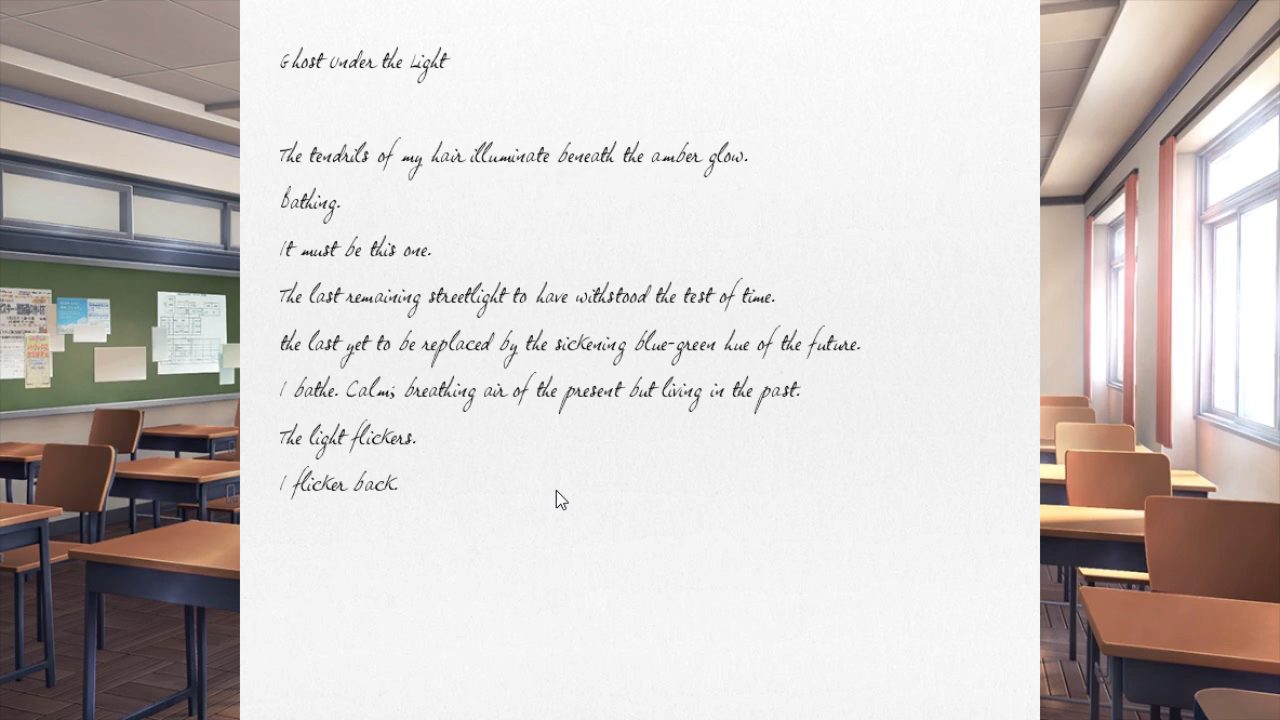 Ghost Under the Light
The tendrils of my hair illuminate beneath the amber glow.
Bathing.
It must be this one.
The last remaining streetlight to have withstood the test of time.
the last yet to be replaced by the sickening blue-green hue of the future.
I bathe. Calm; breathing air of the present but living in the past.
The light flickers.
I flicker back.